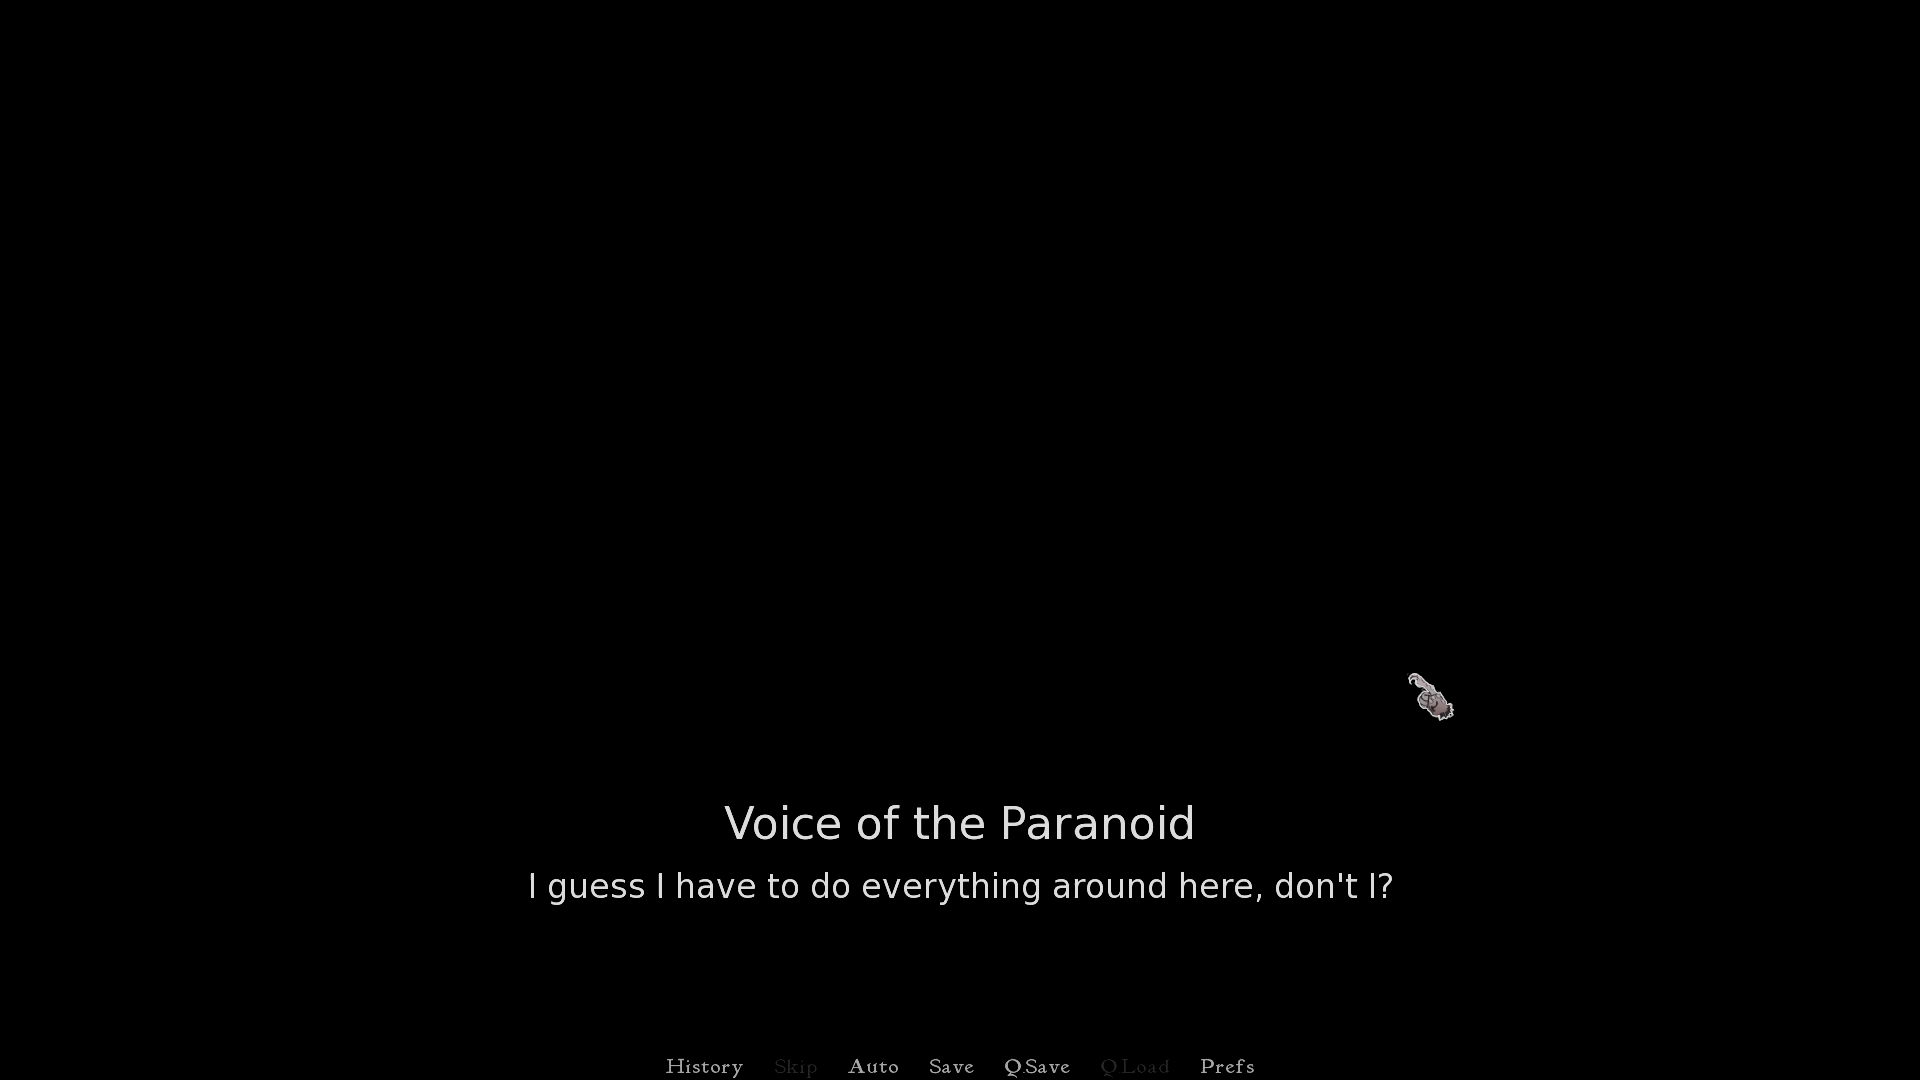 Voice of the Paranoid
I guess I have to do everything around here, don't I?
History Skip Auto Save Q.Save Q.Load Prefs